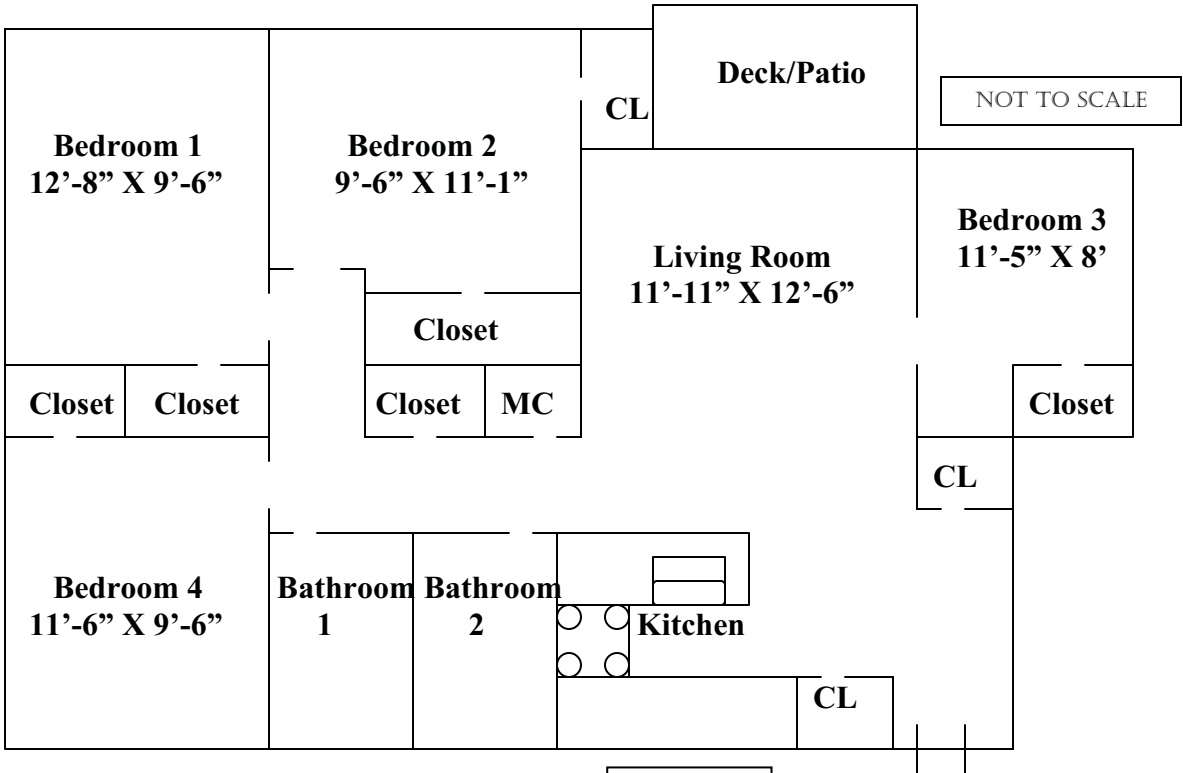 Deck/Patio
NOT TO SCALE
CL
Bedroom 1
12’-8” X 9’-6”
Bedroom 2
9’-6” X 11’-1”
Bedroom 3
11’-5” X 8’
Living Room
11’-11” X 12’-6”
Closet
Closet
Closet
Closet
MC
Closet
CL
Bedroom 4
11’-6” X 9’-6”
Bathroom
1
Bathroom
2
Kitchen
CL